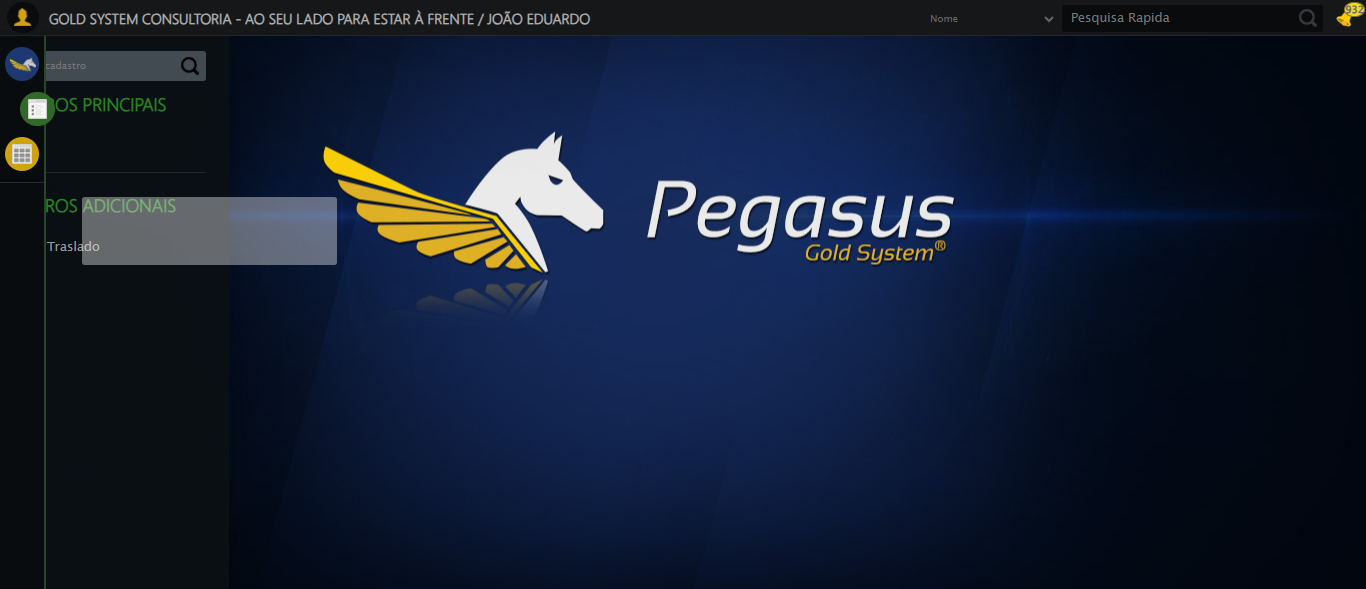 GOLD SYSTEM CONSULTORIA - AO SEU LADO PARA ESTAR À FRENTE / JOÃO EDUARDO
Nome
Pesquisa Rapida
932
cadastro
OS PRINCIPAIS
ROS ADICIONAIS
Traslado
Pegasus
Gold System®